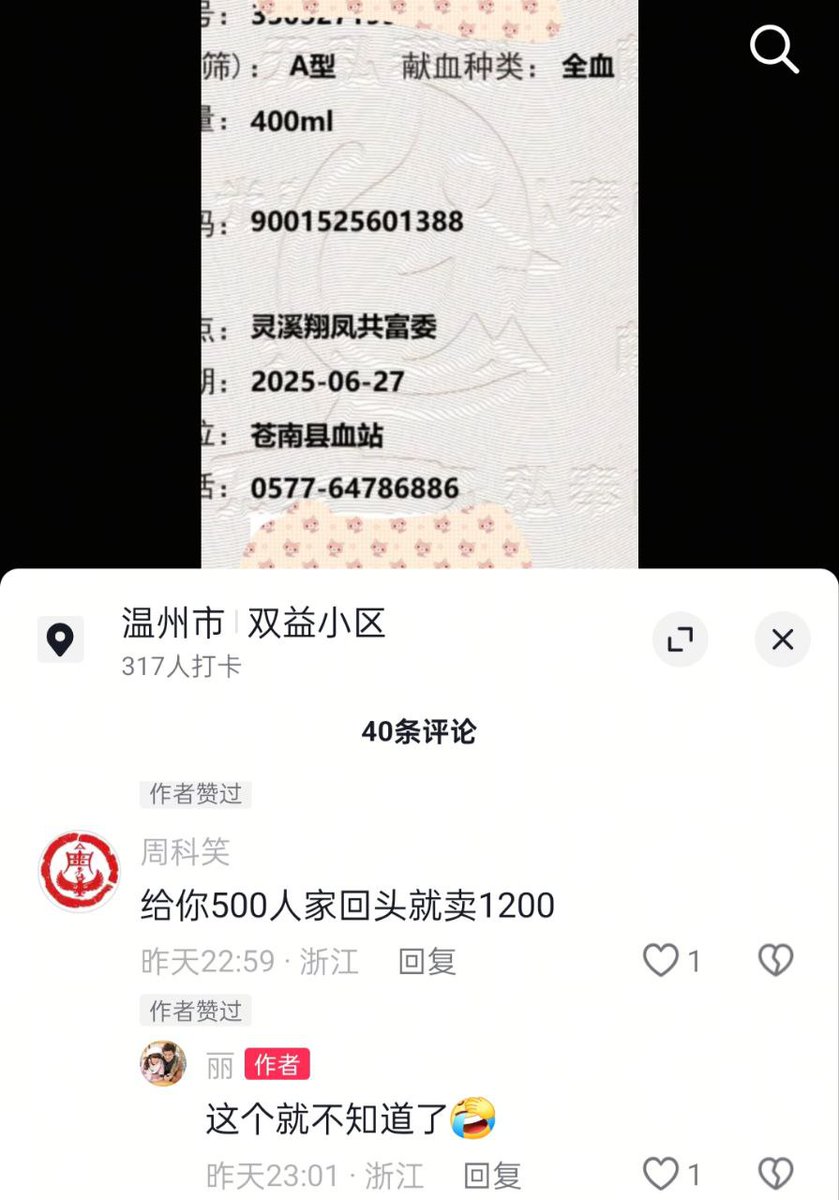 号：
筛）： A型 献血种类： 全血
量： 400ml
码： 9001525601388
点： 灵溪翔凤共富委
期： 2025-06-27
位： 苍南县血站
话： 0577-64786886
温州市 双益小区
317人打卡
40条评论
作者赞过
周科笑
给你500人家回头就卖1200
昨天22:59 · 浙江 回复 1
作者赞过
丽 作者
这个就不知道了
昨天23:01 · 浙江 回复 1